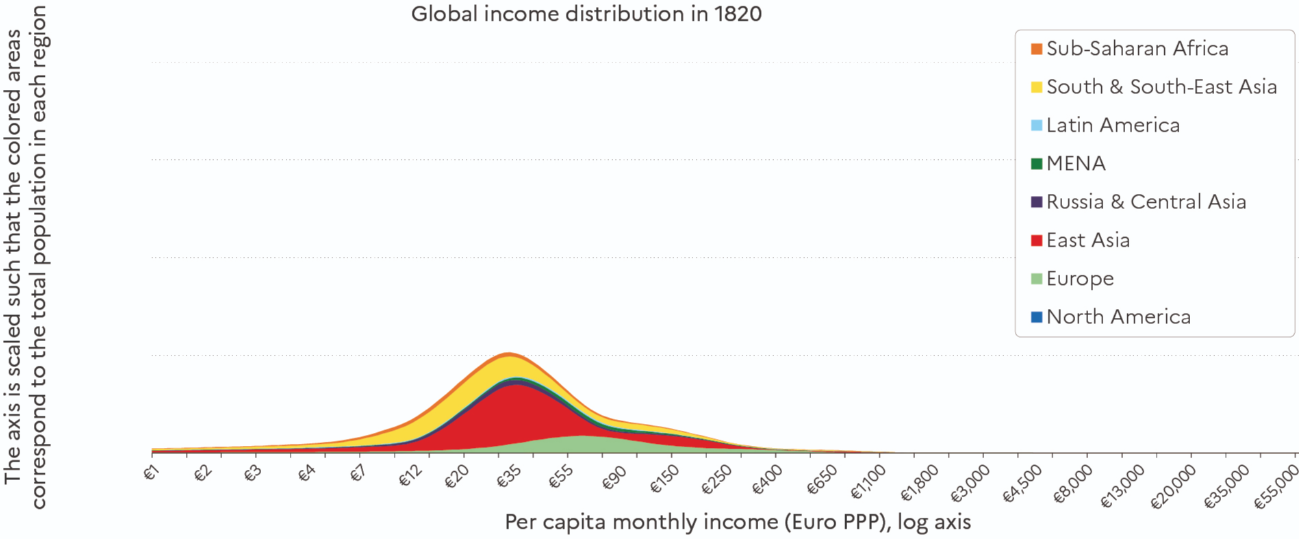 Global income distribution in 1820
The axis is scaled such that the colored areas
correspond to the total population in each region
Sub-Saharan Africa
South & South-East Asia
Latin America
MENA
Russia & Central Asia
East Asia
Europe
North America
€1
€2
€3
€4
€7
€12
€20
€35
€55
€90
€150
€250
€400
€650
€1,100
€1,800
€3,000
€4,500
€8,000
€13,000
€20,000
€35,000
€55,000
Per capita monthly income (Euro PPP), log axis